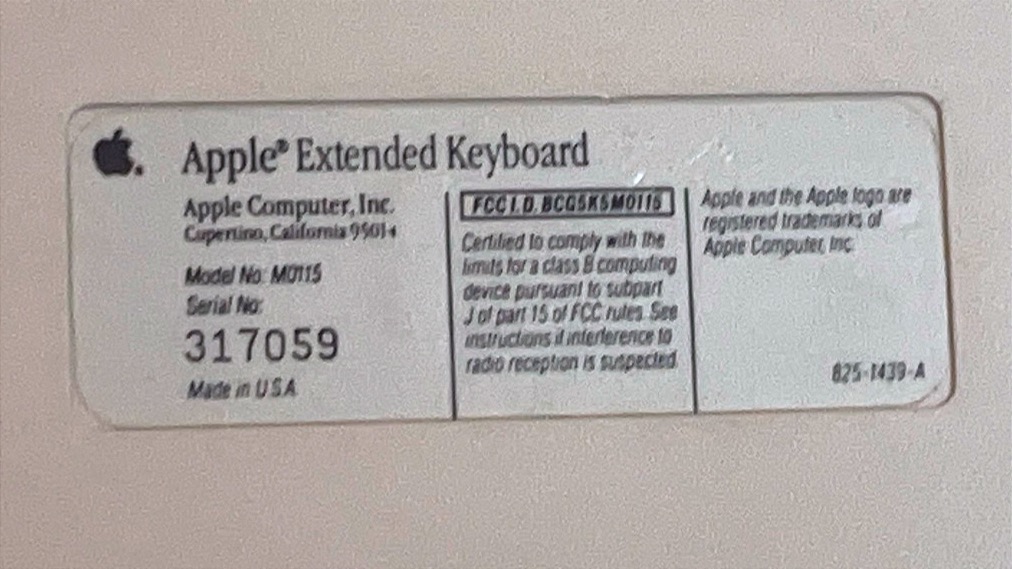 Apple® Extended Keyboard
Apple Computer, Inc.
Cupertino, California 95014
Model No: M0115
Serial No:
317059
Made in U S A
FCC I.D. BCG5K5M0115
Certified to comply with the
limits for a class B computing
device pursuant to subpart
J of part 15 of FCC rules. See
instructions if interference to
radio reception is suspected.
Apple and the Apple logo are
registered trademarks of
Apple Computer, Inc.
825-1439-A